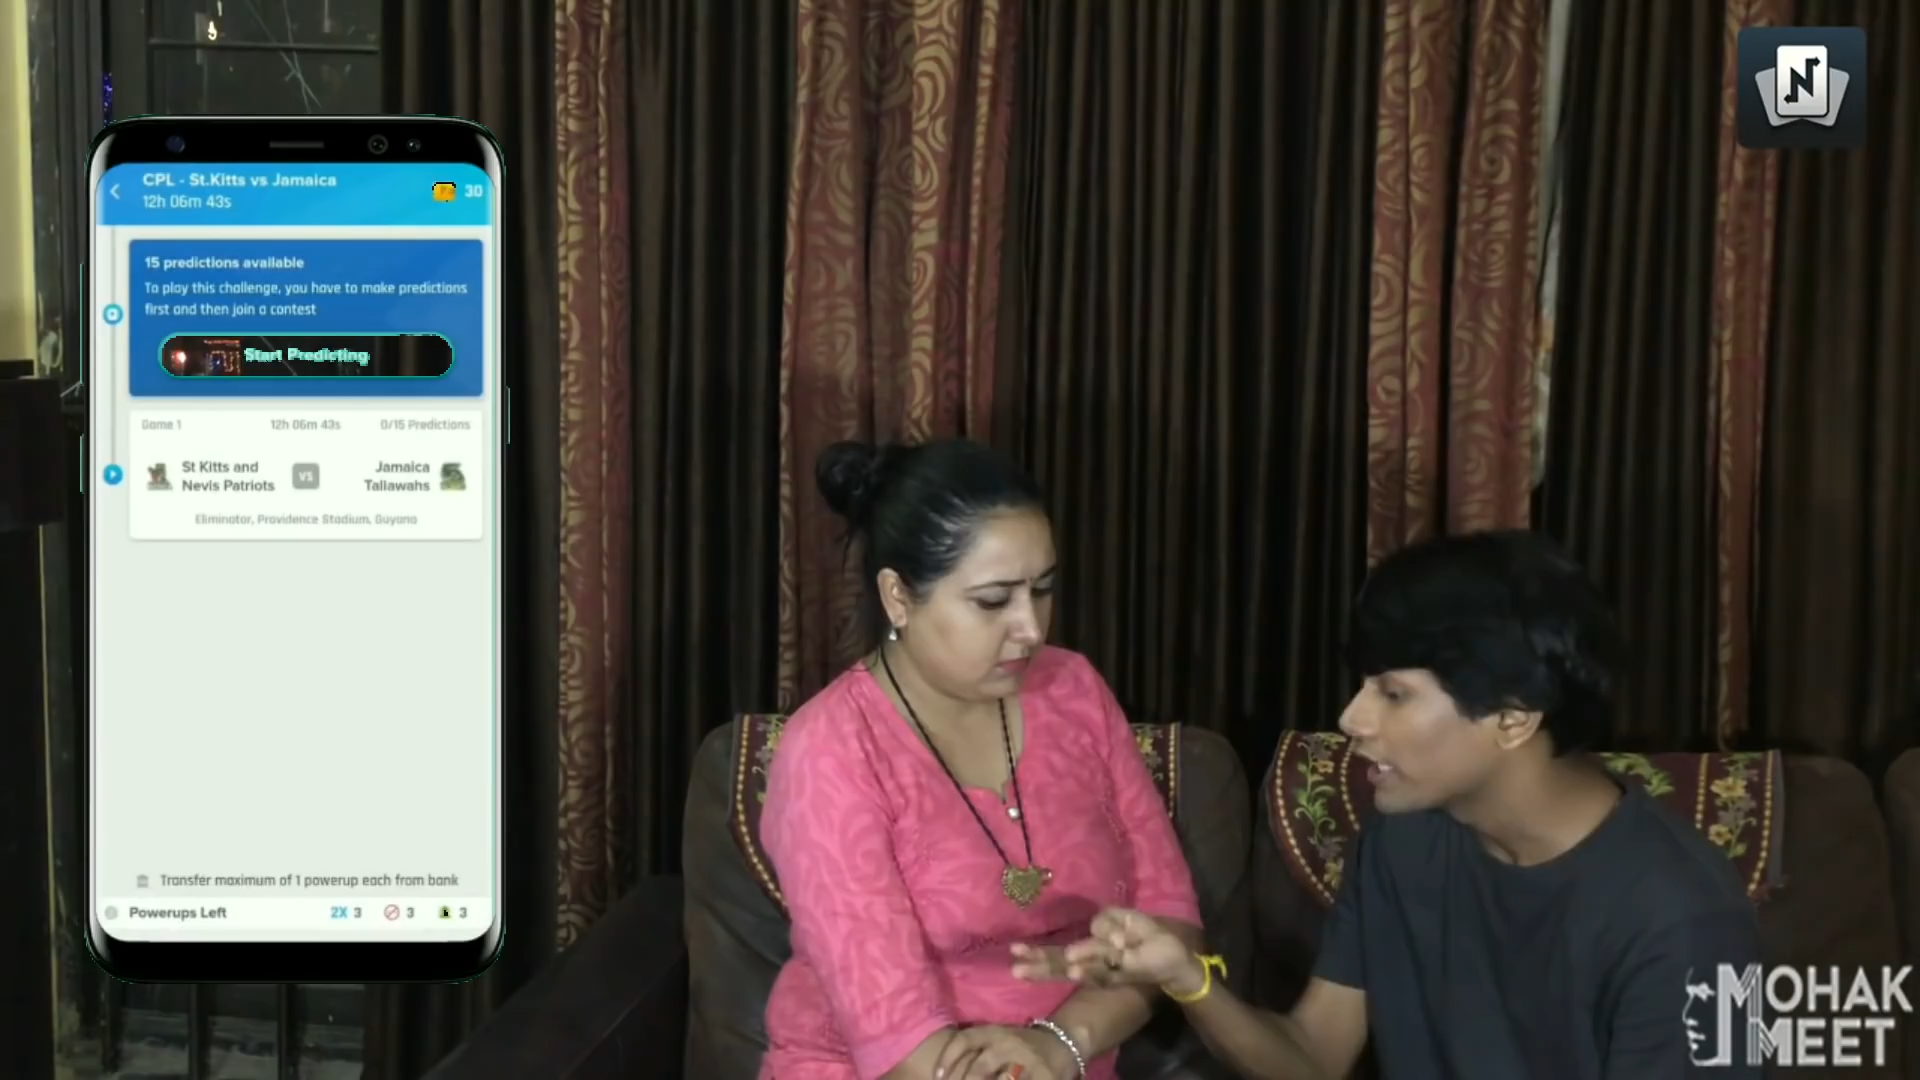 CPL - St.Kitts vs Jamaica
12h 06m 43s
30
15 predictions available
To play this challenge, you have to make predictions
first and then join a contest
Start Predicting
Game 1
12h 06m 43s
0/15 Predictions
St Kitts and
Nevis Patriots
VS
Jamaica
Tallawahs
Eliminator, Providence Stadium, Guyana
Transfer maximum of 1 powerup each from bank
Powerups Left
2X 3
3
3
N
MOHAK
MEET